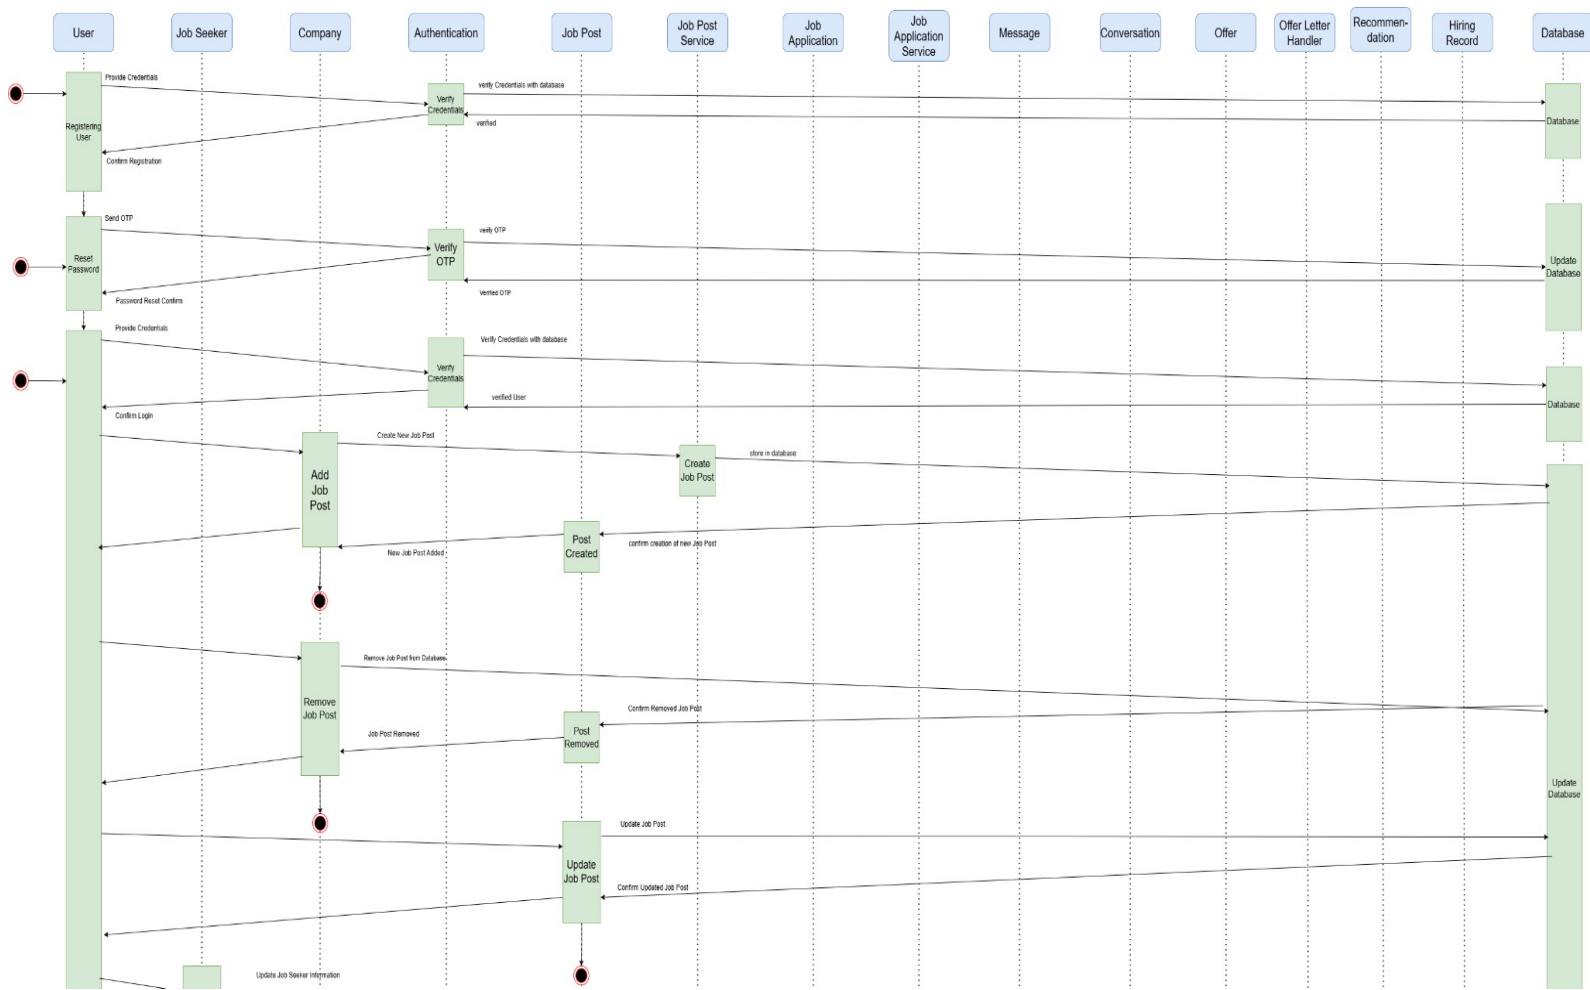 User
Job Seeker
Company
Authentication
Job Post
Job Post
Service
Job
Application
Job
Application
Service
Message
Conversation
Offer
Offer Letter
Handler
Recommen-
dation
Hiring
Record
Database
Provide Credentials
verify Credentials with database
Verify
Credentials
Registering
User
verified
Database
Confirm Registration
Send OTP
verify OTP
Verify
OTP
Reset
Password
Update
Database
Password Reset Confirm
Verified OTP
Provide Credentials
Verify Credentials with database
Verify
Credentials
verified User
Database
Confirm Login
Create New Job Post
store in database
Add
Job
Post
Create
Job Post
Post
Created
confirm creation of new Job Post
New Job Post Added
Remove Job Post from Database
Remove
Job Post
Confirm Removed Job Post
Job Post Removed
Post
Removed
Update
Database
Update Job Post
Update
Job Post
Confirm Updated Job Post
Update Job Seeker Information